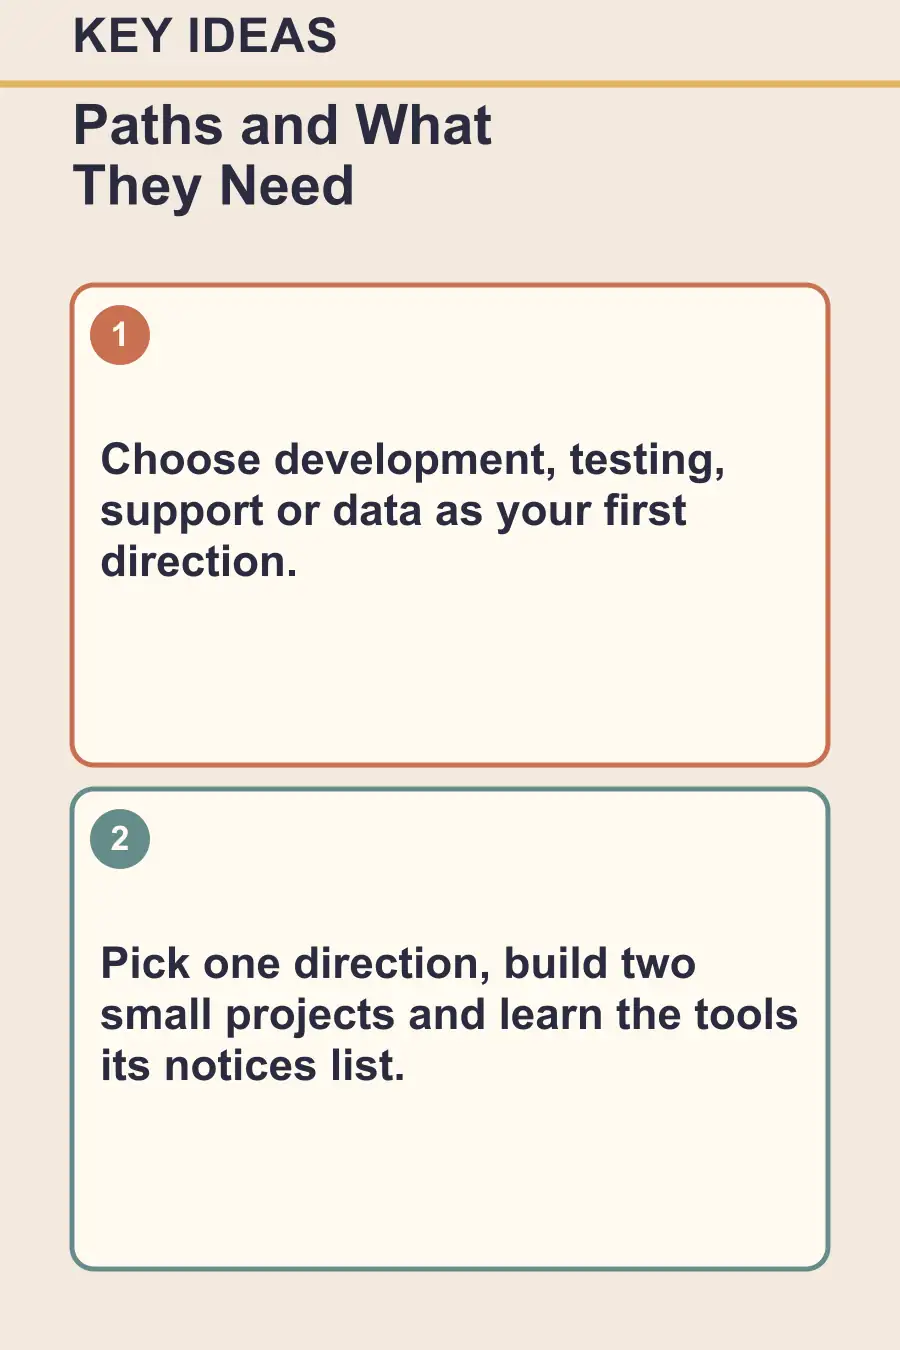 KEY IDEAS
Paths and What
They Need
1
Choose development, testing,
support or data as your first
direction.
2
Pick one direction, build two
small projects and learn the tools
its notices list.